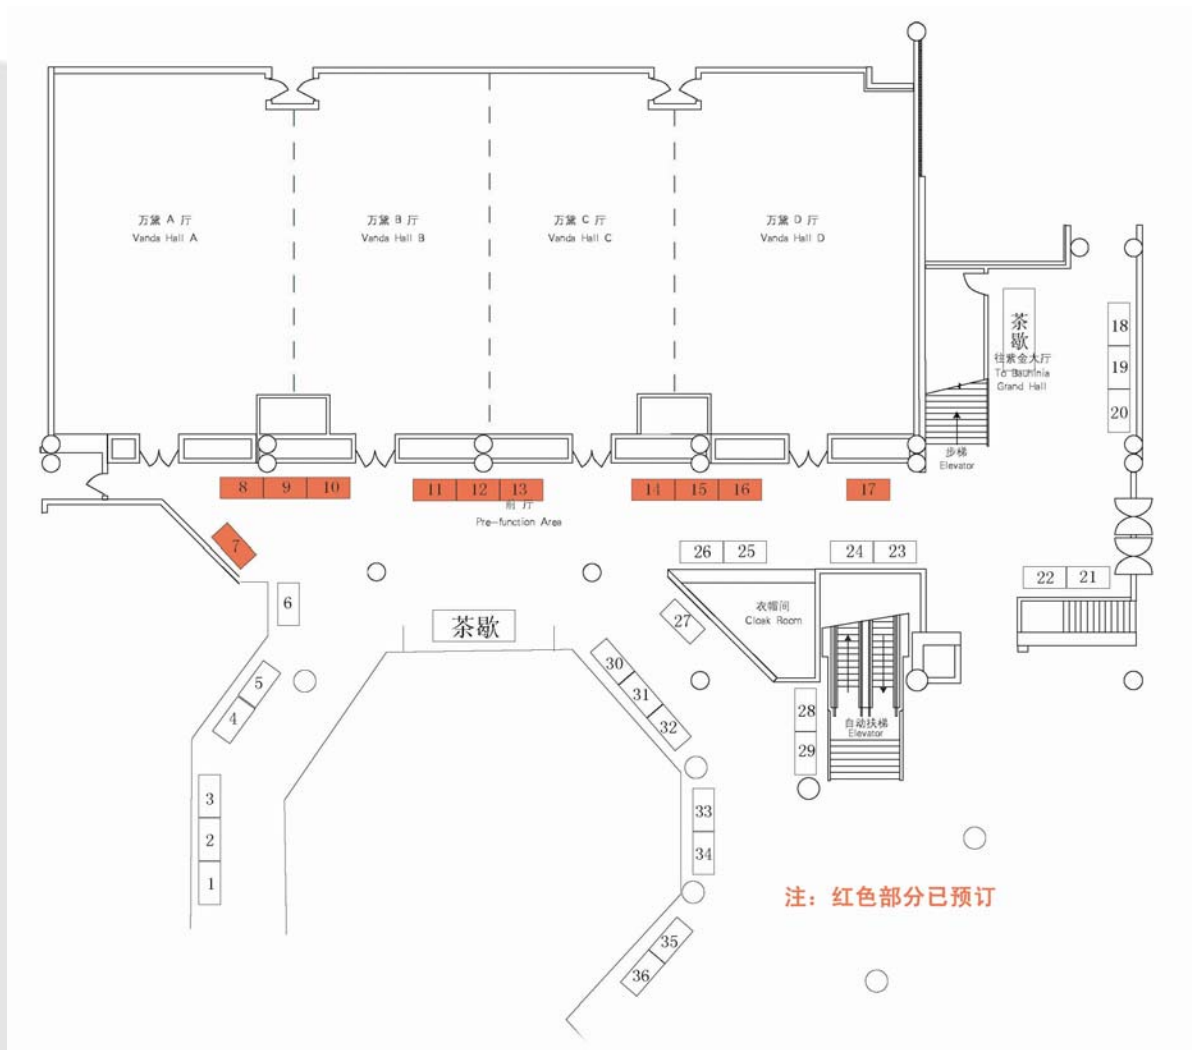 万黛 A 厅
Vanda Hall A
万黛 B 厅
Vanda Hall B
万黛 C 厅
Vanda Hall C
万黛 D 厅
Vanda Hall D
茶歇
往紫金大厅
To Bauhinia
Grand Hall
18
19
20
步梯
Elevator
8
9
10
11
12
13
14
15
16
17
前厅
Pre-function Area
7
26
25
24
23
22
21
6
茶歇
27
衣帽间
Cloak Room
5
4
30
31
32
28
29
自动扶梯
Elevator
3
2
1
33
34
注：红色部分已预订
35
36